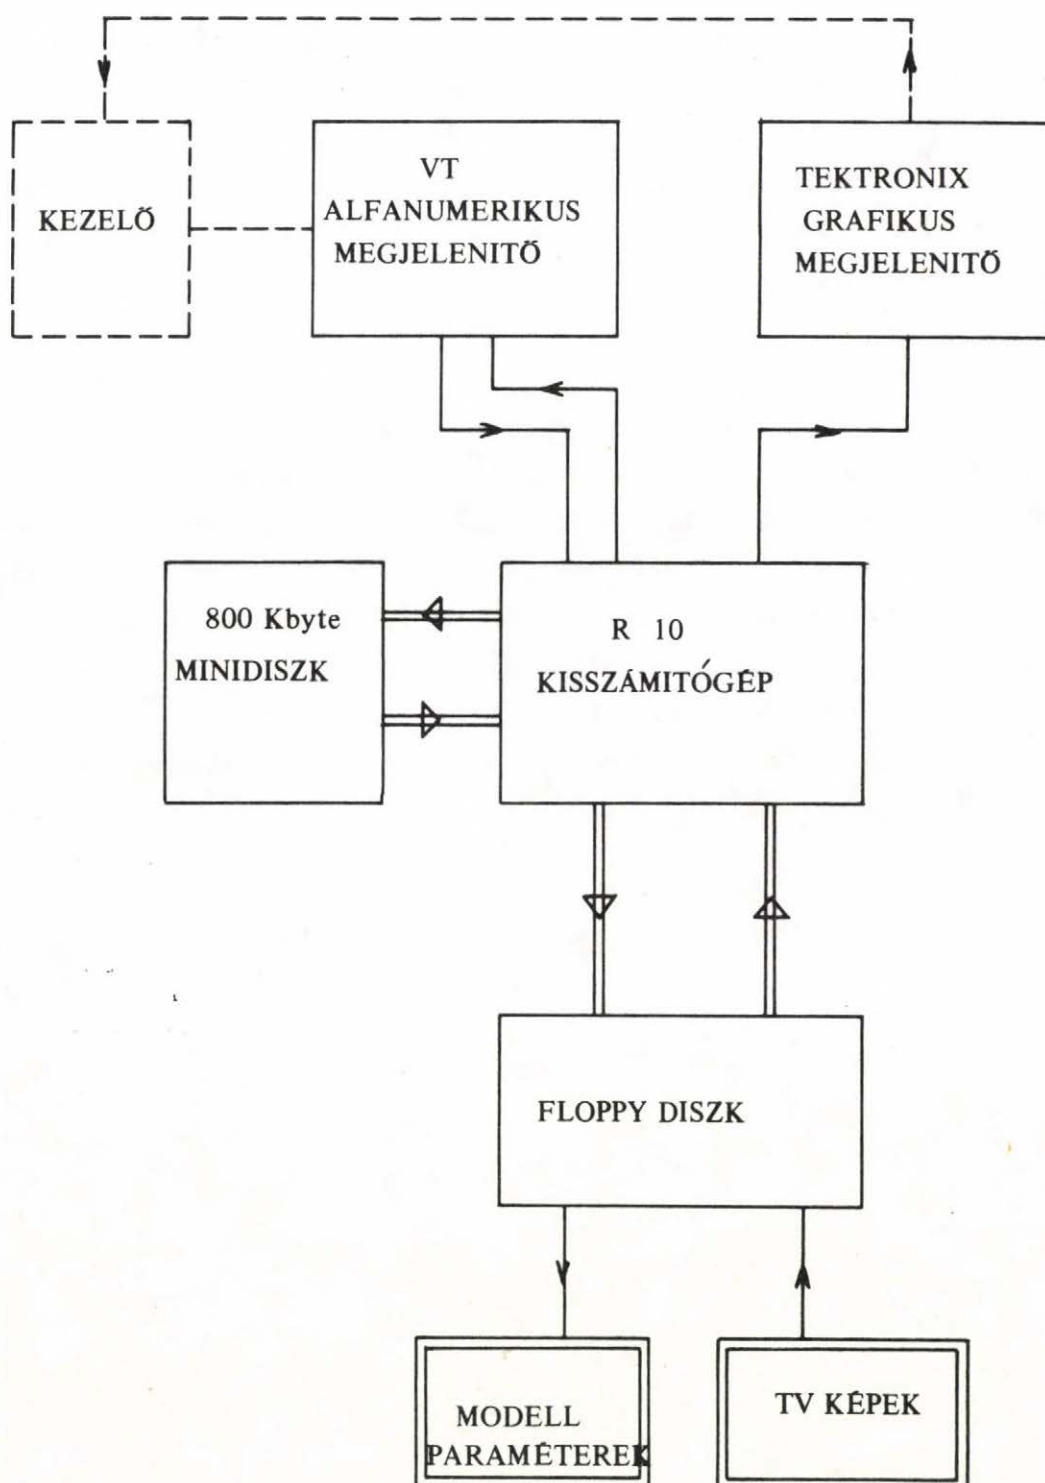 KEZELŐ
VT
ALFANUMERIKUS
MEGJELENITŐ
TEKTRONIX
GRAFIKUS
MEGJELENITŐ
800 Kbyte
MINIDISZK
R 10
KISSZÁMITÓGÉP
FLOPPY DISZK
MODELL
PARAMÉTEREK
TV KÉPEK